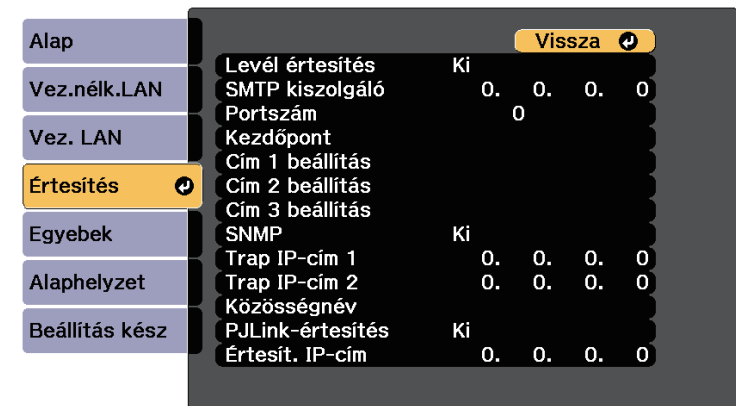 Alap
Vez.nélk.LAN
Vez. LAN
Értesítés
Egyebek
Alaphelyzet
Beállítás kész
Vissza
Levél értesítés Ki
SMTP kiszolgáló 0. 0. 0. 0
Portszám 0
Kezdőpont
Cím 1 beállítás
Cím 2 beállítás
Cím 3 beállítás
SNMP Ki
Trap IP-cím 1 0. 0. 0. 0
Trap IP-cím 2 0. 0. 0. 0
Közösségnév
PJLink-értesítés Ki
Értesít. IP-cím 0. 0. 0. 0